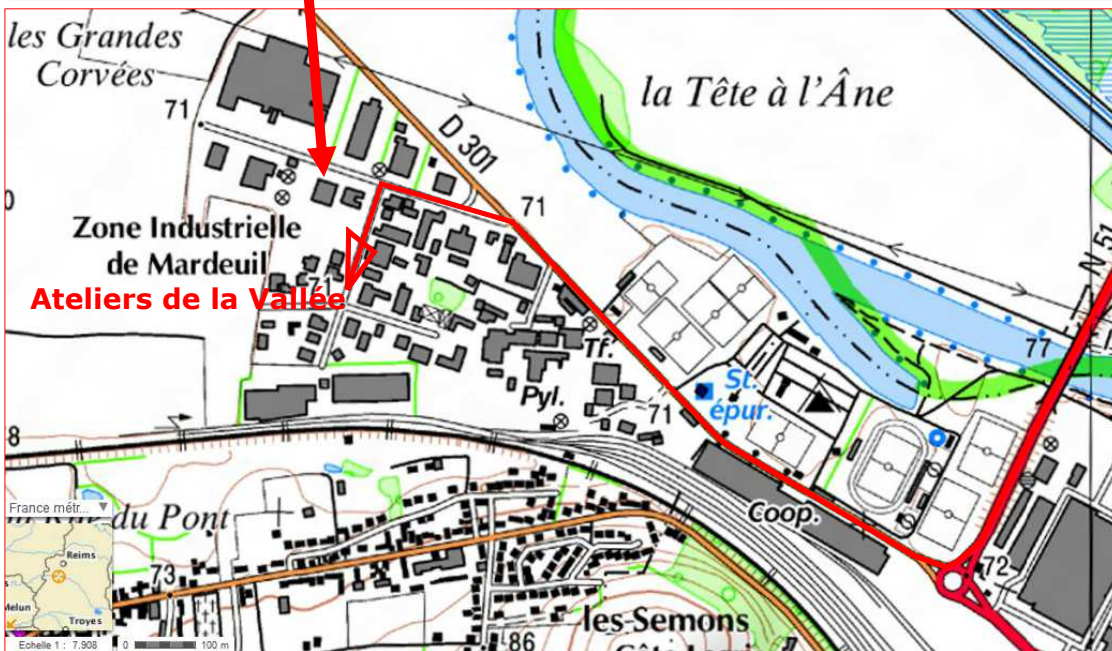 les Grandes
Corvées
71
la Tête à l'Âne
D 301
71
Zone Industrielle
de Mardeuil
71
Ateliers de la Vallée
N 51
77
Tf.
Pyl.
St.
épur.
71
8
Coop.
72
France métr... ▼
du Pont
Reims
73
Melun
Troyes
les Semons
86
Echelle 1 : 7,908
0
100 m